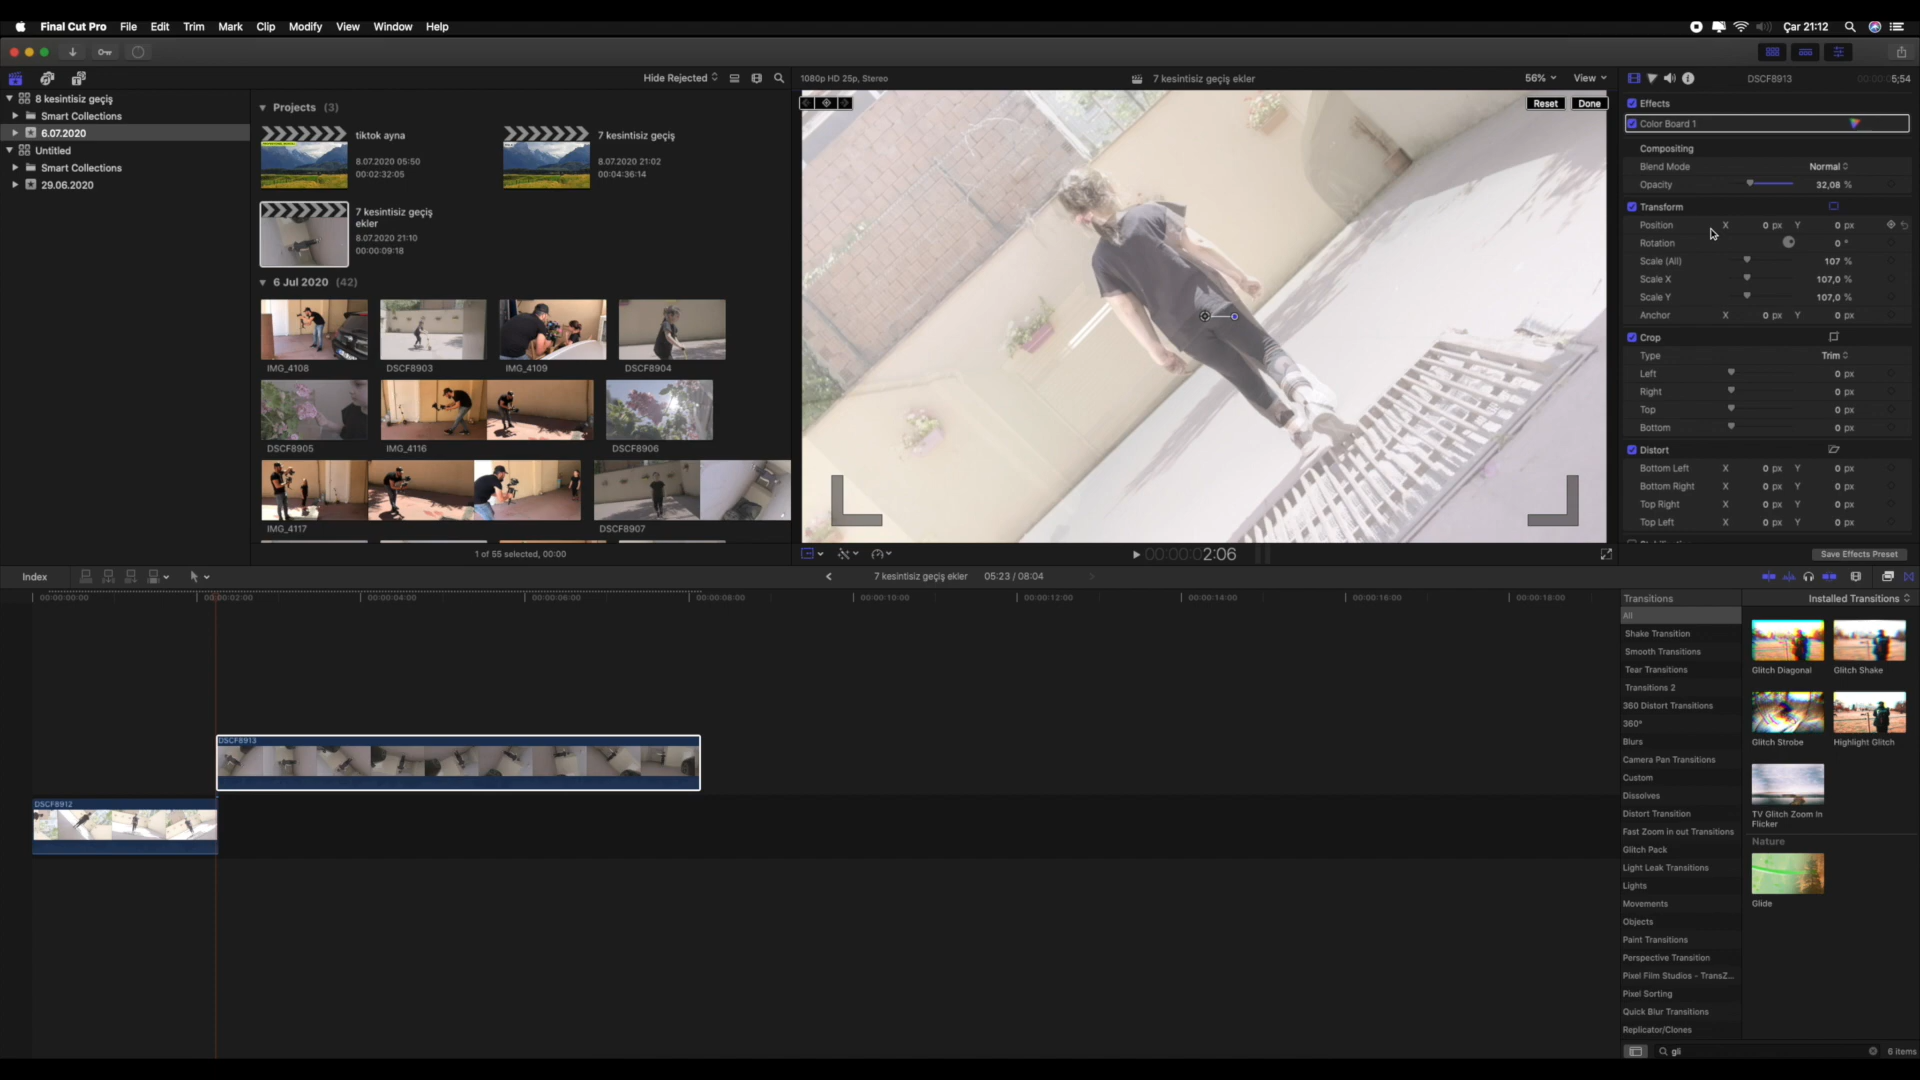 Final Cut Pro File Edit Trim Mark Clip Modify View Window Help
Çar 21:12
Hide Rejected
1080p HD 25p, Stereo
7 kesintisiz geçiş ekler
56% View
DSCF8913
5;54
8 kesintisiz geçiş
Smart Collections
6.07.2020
Untitled
Smart Collections
29.06.2020
Projects (3)
tiktok ayna
8.07.2020 05:50
00:02:32:05
7 kesintisiz geçiş
8.07.2020 21:02
00:04:36:14
7 kesintisiz geçiş
ekler
8.07.2020 21:10
00:00:09:18
6 Jul 2020 (42)
IMG_4108 DSCF8903 IMG_4109 DSCF8904
DSCF8905 IMG_4116 DSCF8906
IMG_4117 DSCF8907
1 of 55 selected, 00:00
Reset Done
00:00:00 2:06
Effects
Color Board 1
Compositing
Blend Mode Normal
Opacity 32,08 %
Transform
Position X 0 px Y 0 px
Rotation 0 °
Scale (All) 107 %
Scale X 107,0 %
Scale Y 107,0 %
Anchor X 0 px Y 0 px
Crop
Type Trim
Left 0 px
Right 0 px
Top 0 px
Bottom 0 px
Distort
Bottom Left X 0 px Y 0 px
Bottom Right X 0 px Y 0 px
Top Right X 0 px Y 0 px
Top Left X 0 px Y 0 px
Save Effects Preset
Index
7 kesintisiz geçiş ekler 05:23 / 08:04
00:00:00:00 00:00:02:00 00:00:04:00 00:00:06:00 00:00:08:00 00:00:10:00 00:00:12:00 00:00:14:00 00:00:16:00 00:00:18:00
DSCF8913
DSCF8912
Transitions
Installed Transitions
All
Shake Transition
Smooth Transitions
Tear Transitions
Transitions 2
360 Distort Transitions
360°
Blurs
Camera Pan Transitions
Custom
Dissolves
Distort Transition
Fast Zoom in out Transitions
Glitch Pack
Light Leak Transitions
Lights
Movements
Objects
Paint Transitions
Perspective Transition
Pixel Film Studios - TransZ...
Pixel Sorting
Quick Blur Transitions
Replicator/Clones
Glitch Diagonal Glitch Shake
Glitch Strobe Highlight Glitch
TV Glitch Zoom In
Flicker
Nature
Glide
gli
6 items